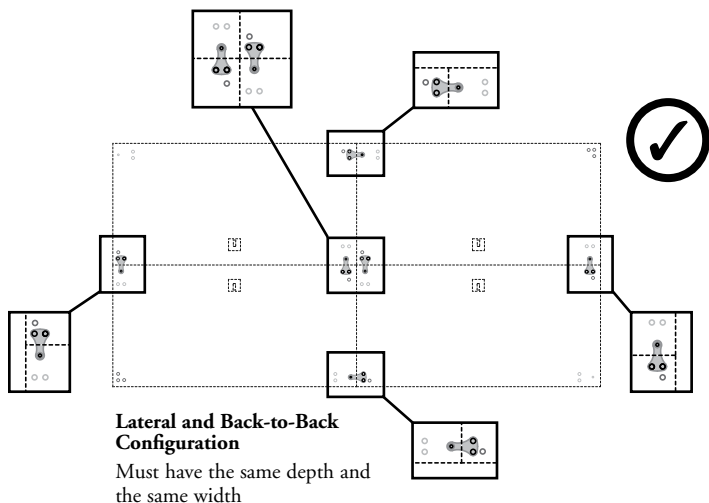 Lateral and Back-to-Back
Configuration
Must have the same depth and
the same width